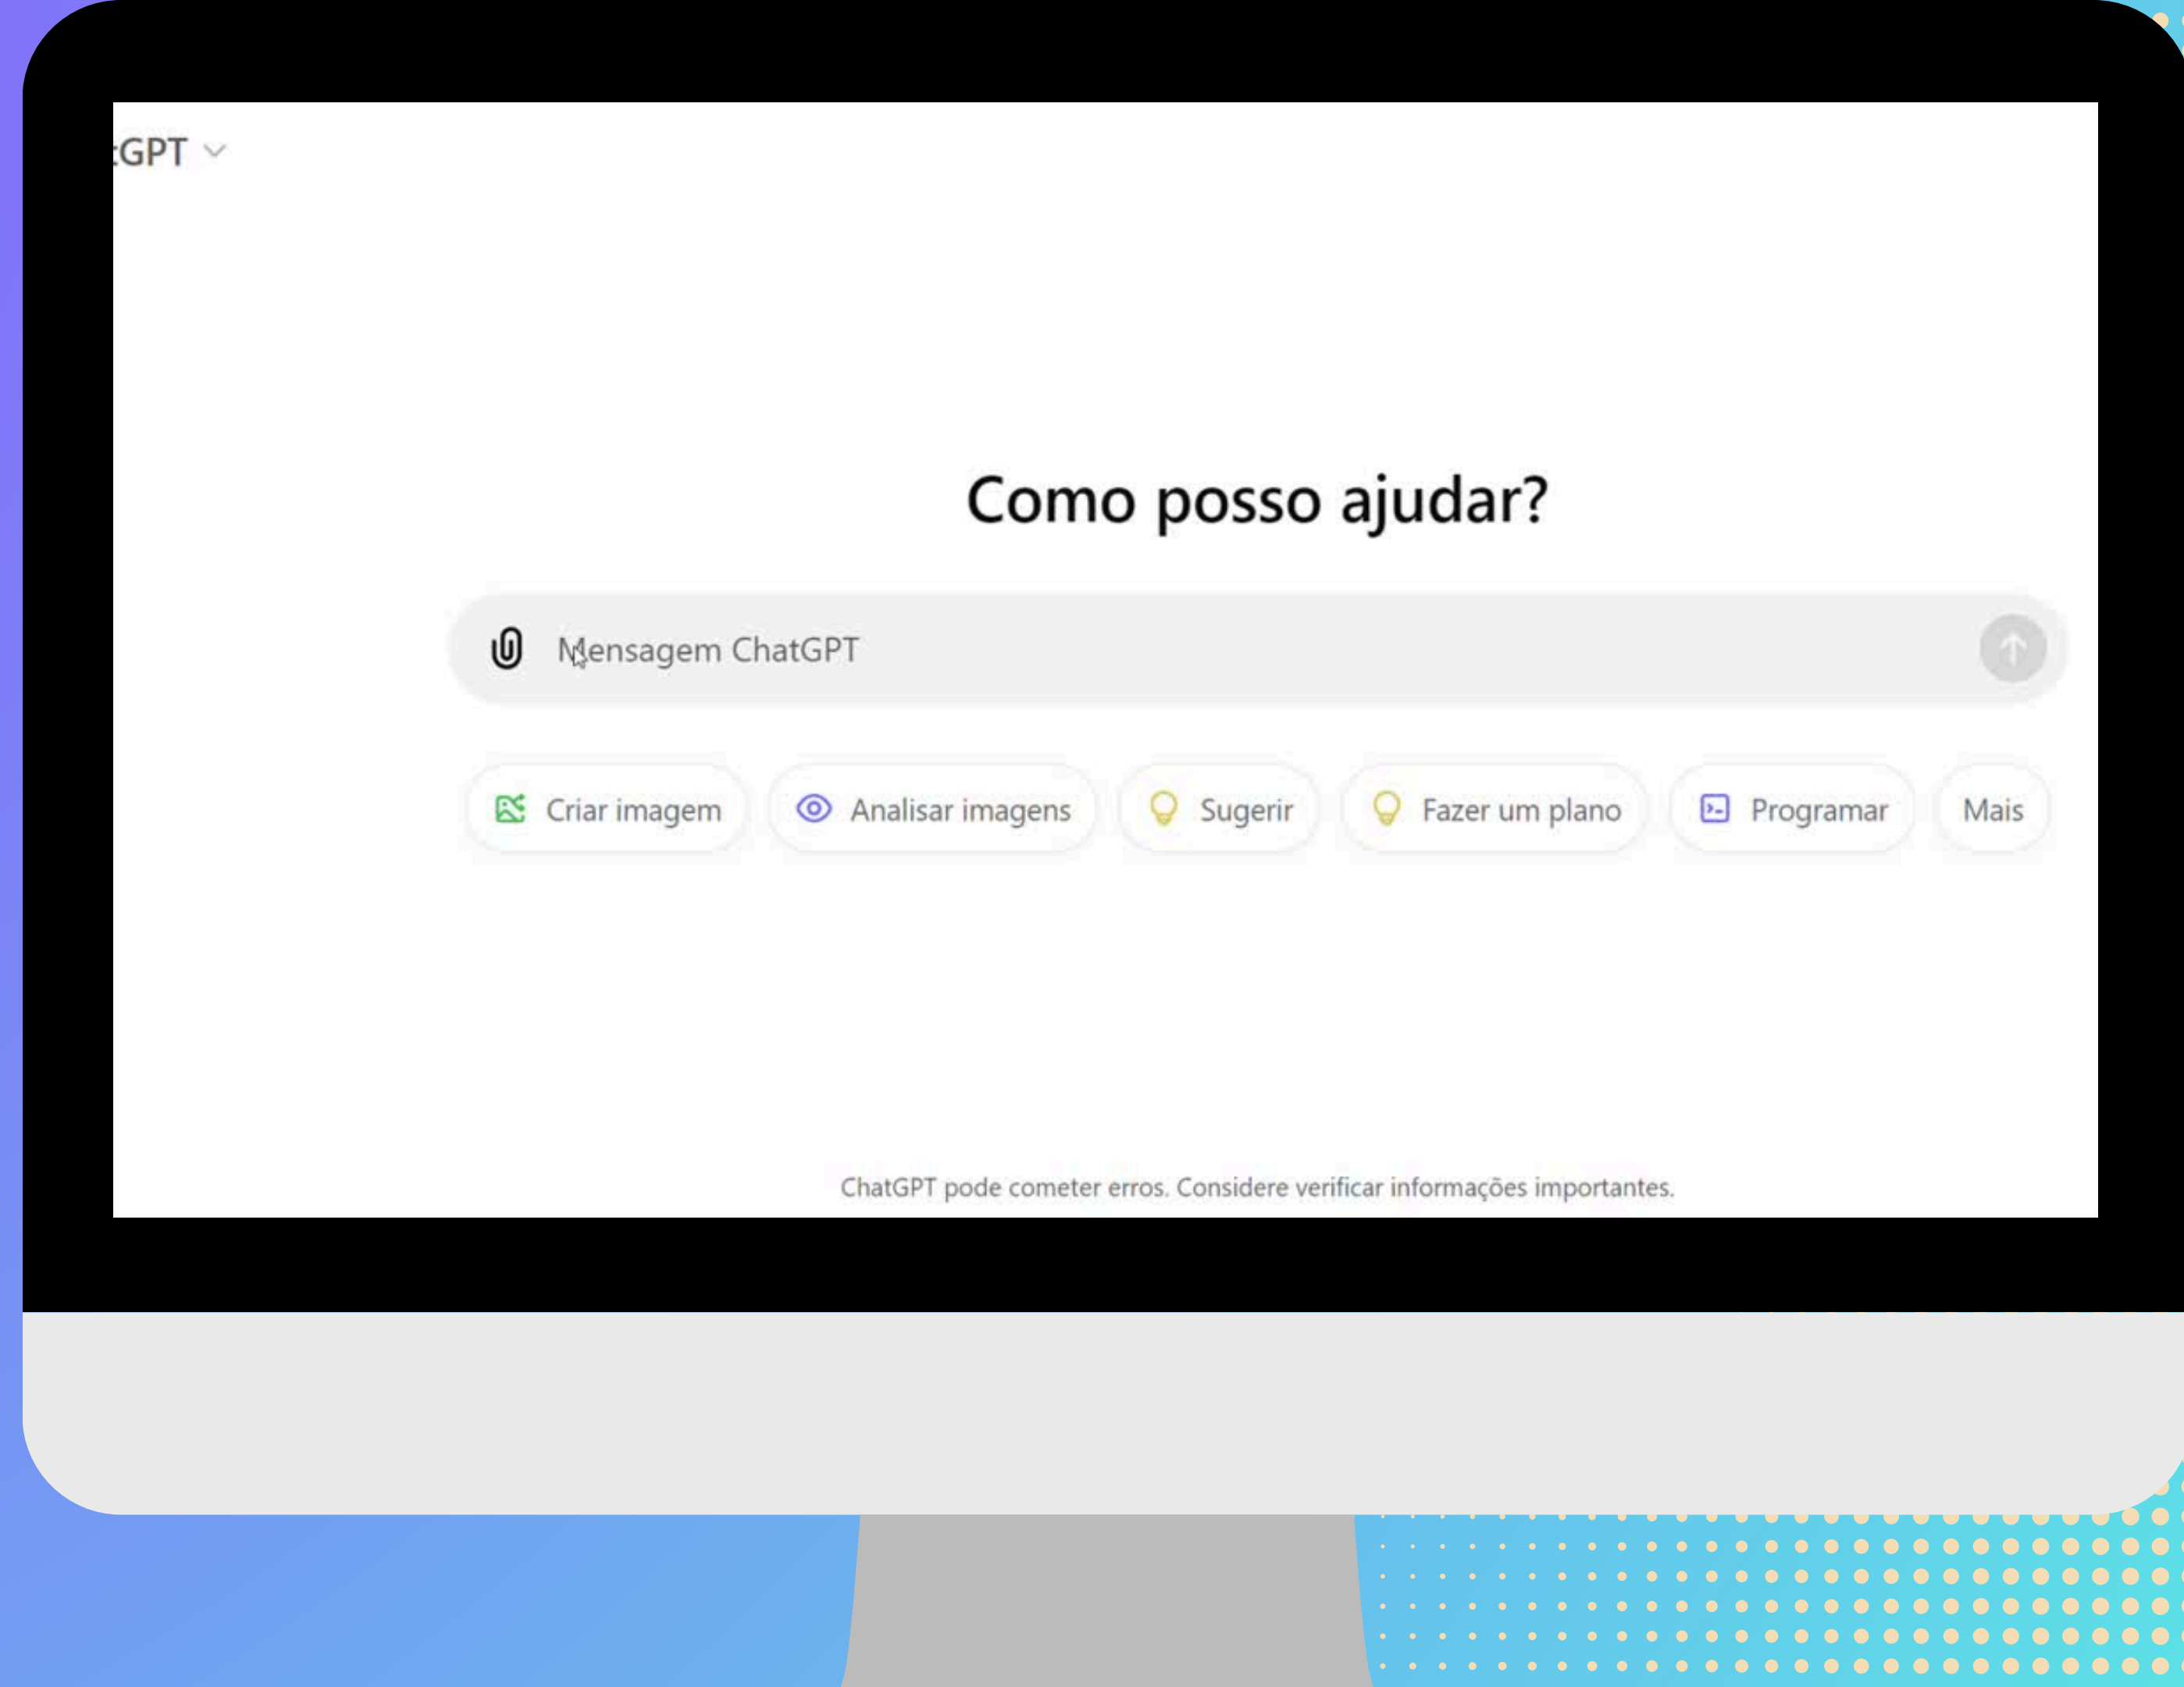 tGPT
Como posso ajudar?
Mensagem ChatGPT
Criar imagem Analisar imagens Sugerir Fazer um plano Programar Mais
ChatGPT pode cometer erros. Considere verificar informações importantes.